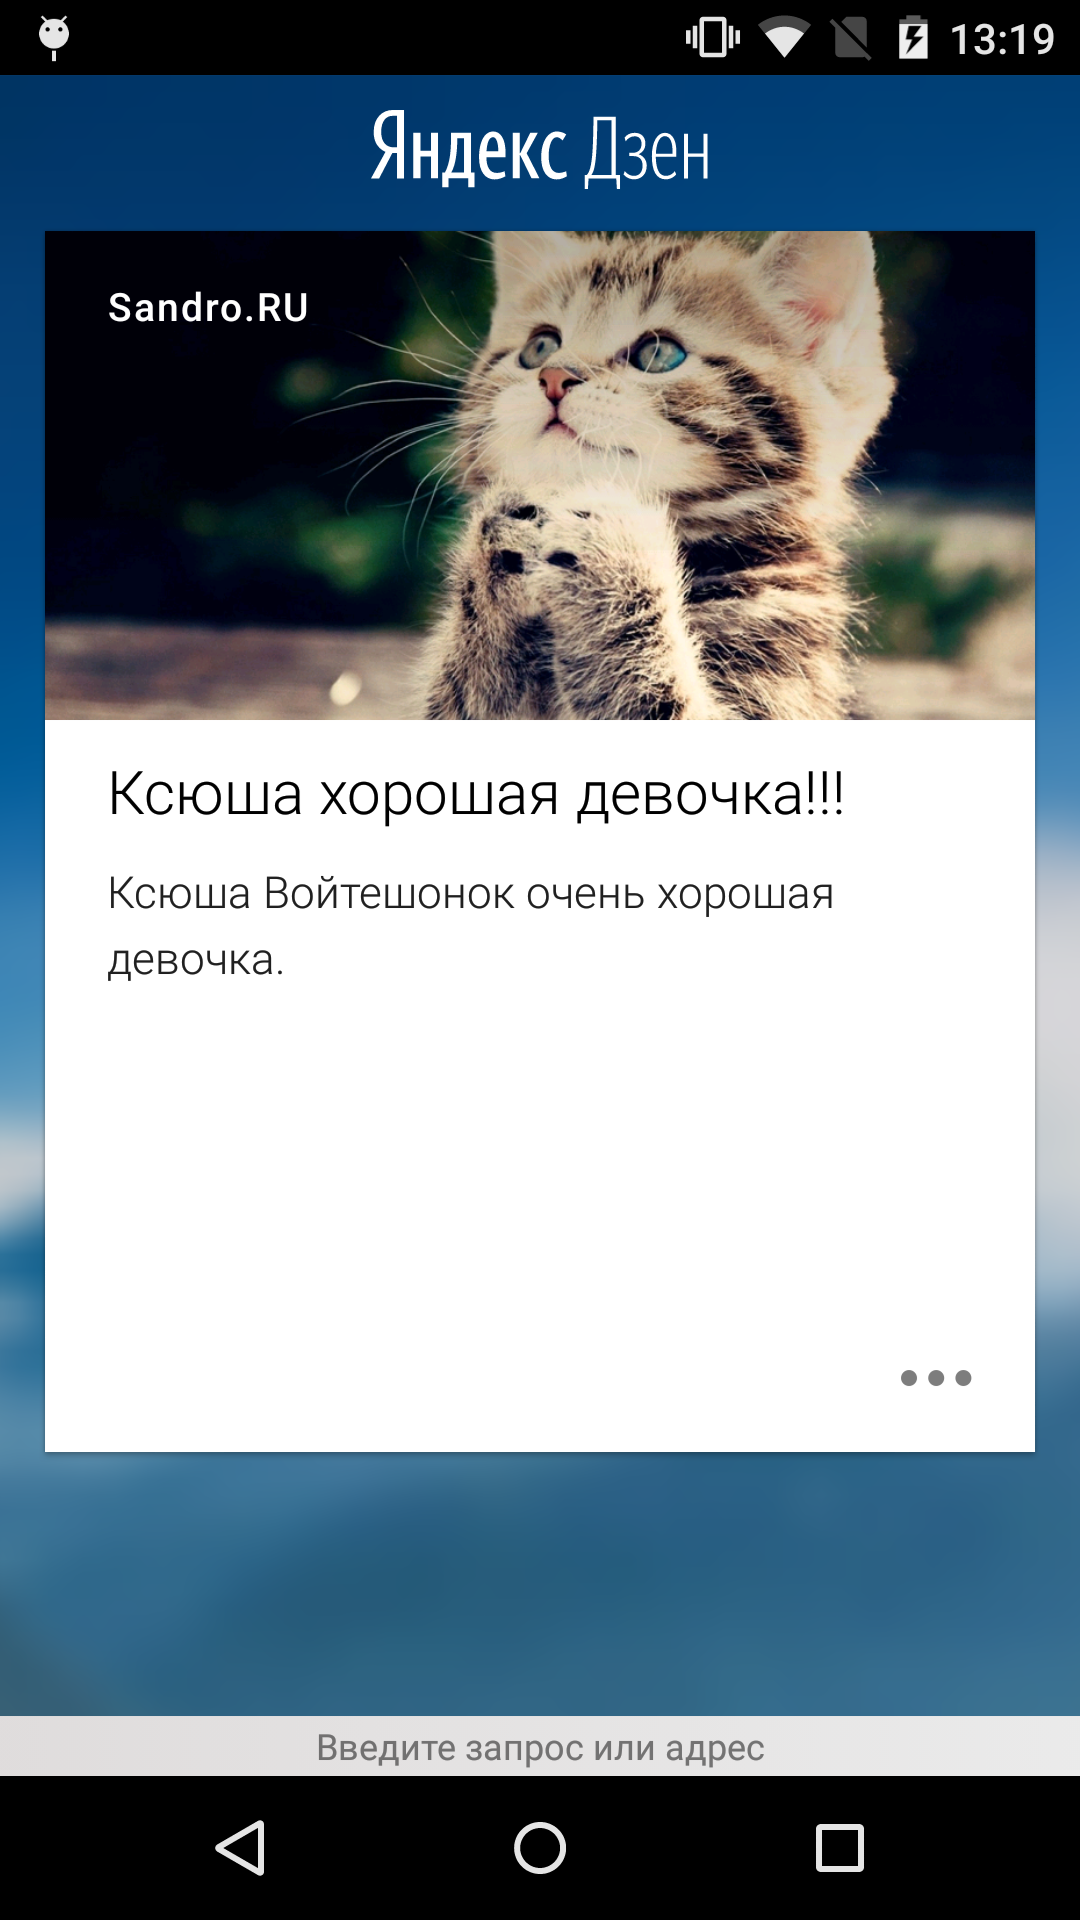 13:19
Яндекс Дзен
Sandro.RU
Ксюша хорошая девочка!!!
Ксюша Войтешонок очень хорошая
девочка.
Введите запрос или адрес